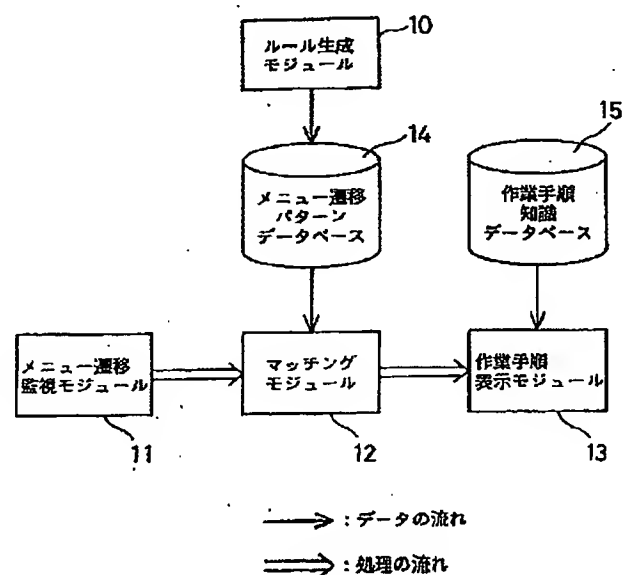 10
ルール生成
モジュール
14
メニュー遷移
パターン
データベース
15
作業手順
知識
データベース
メニュー遷移
監視モジュール
11
マッチング
モジュール
12
作業手順
表示モジュール
13
：データの流れ
：処理の流れ